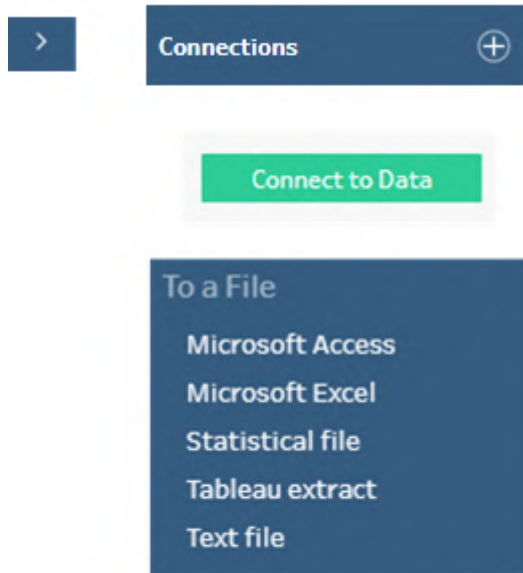 Connections
Connect to Data
To a File
Microsoft Access
Microsoft Excel
Statistical file
Tableau extract
Text file